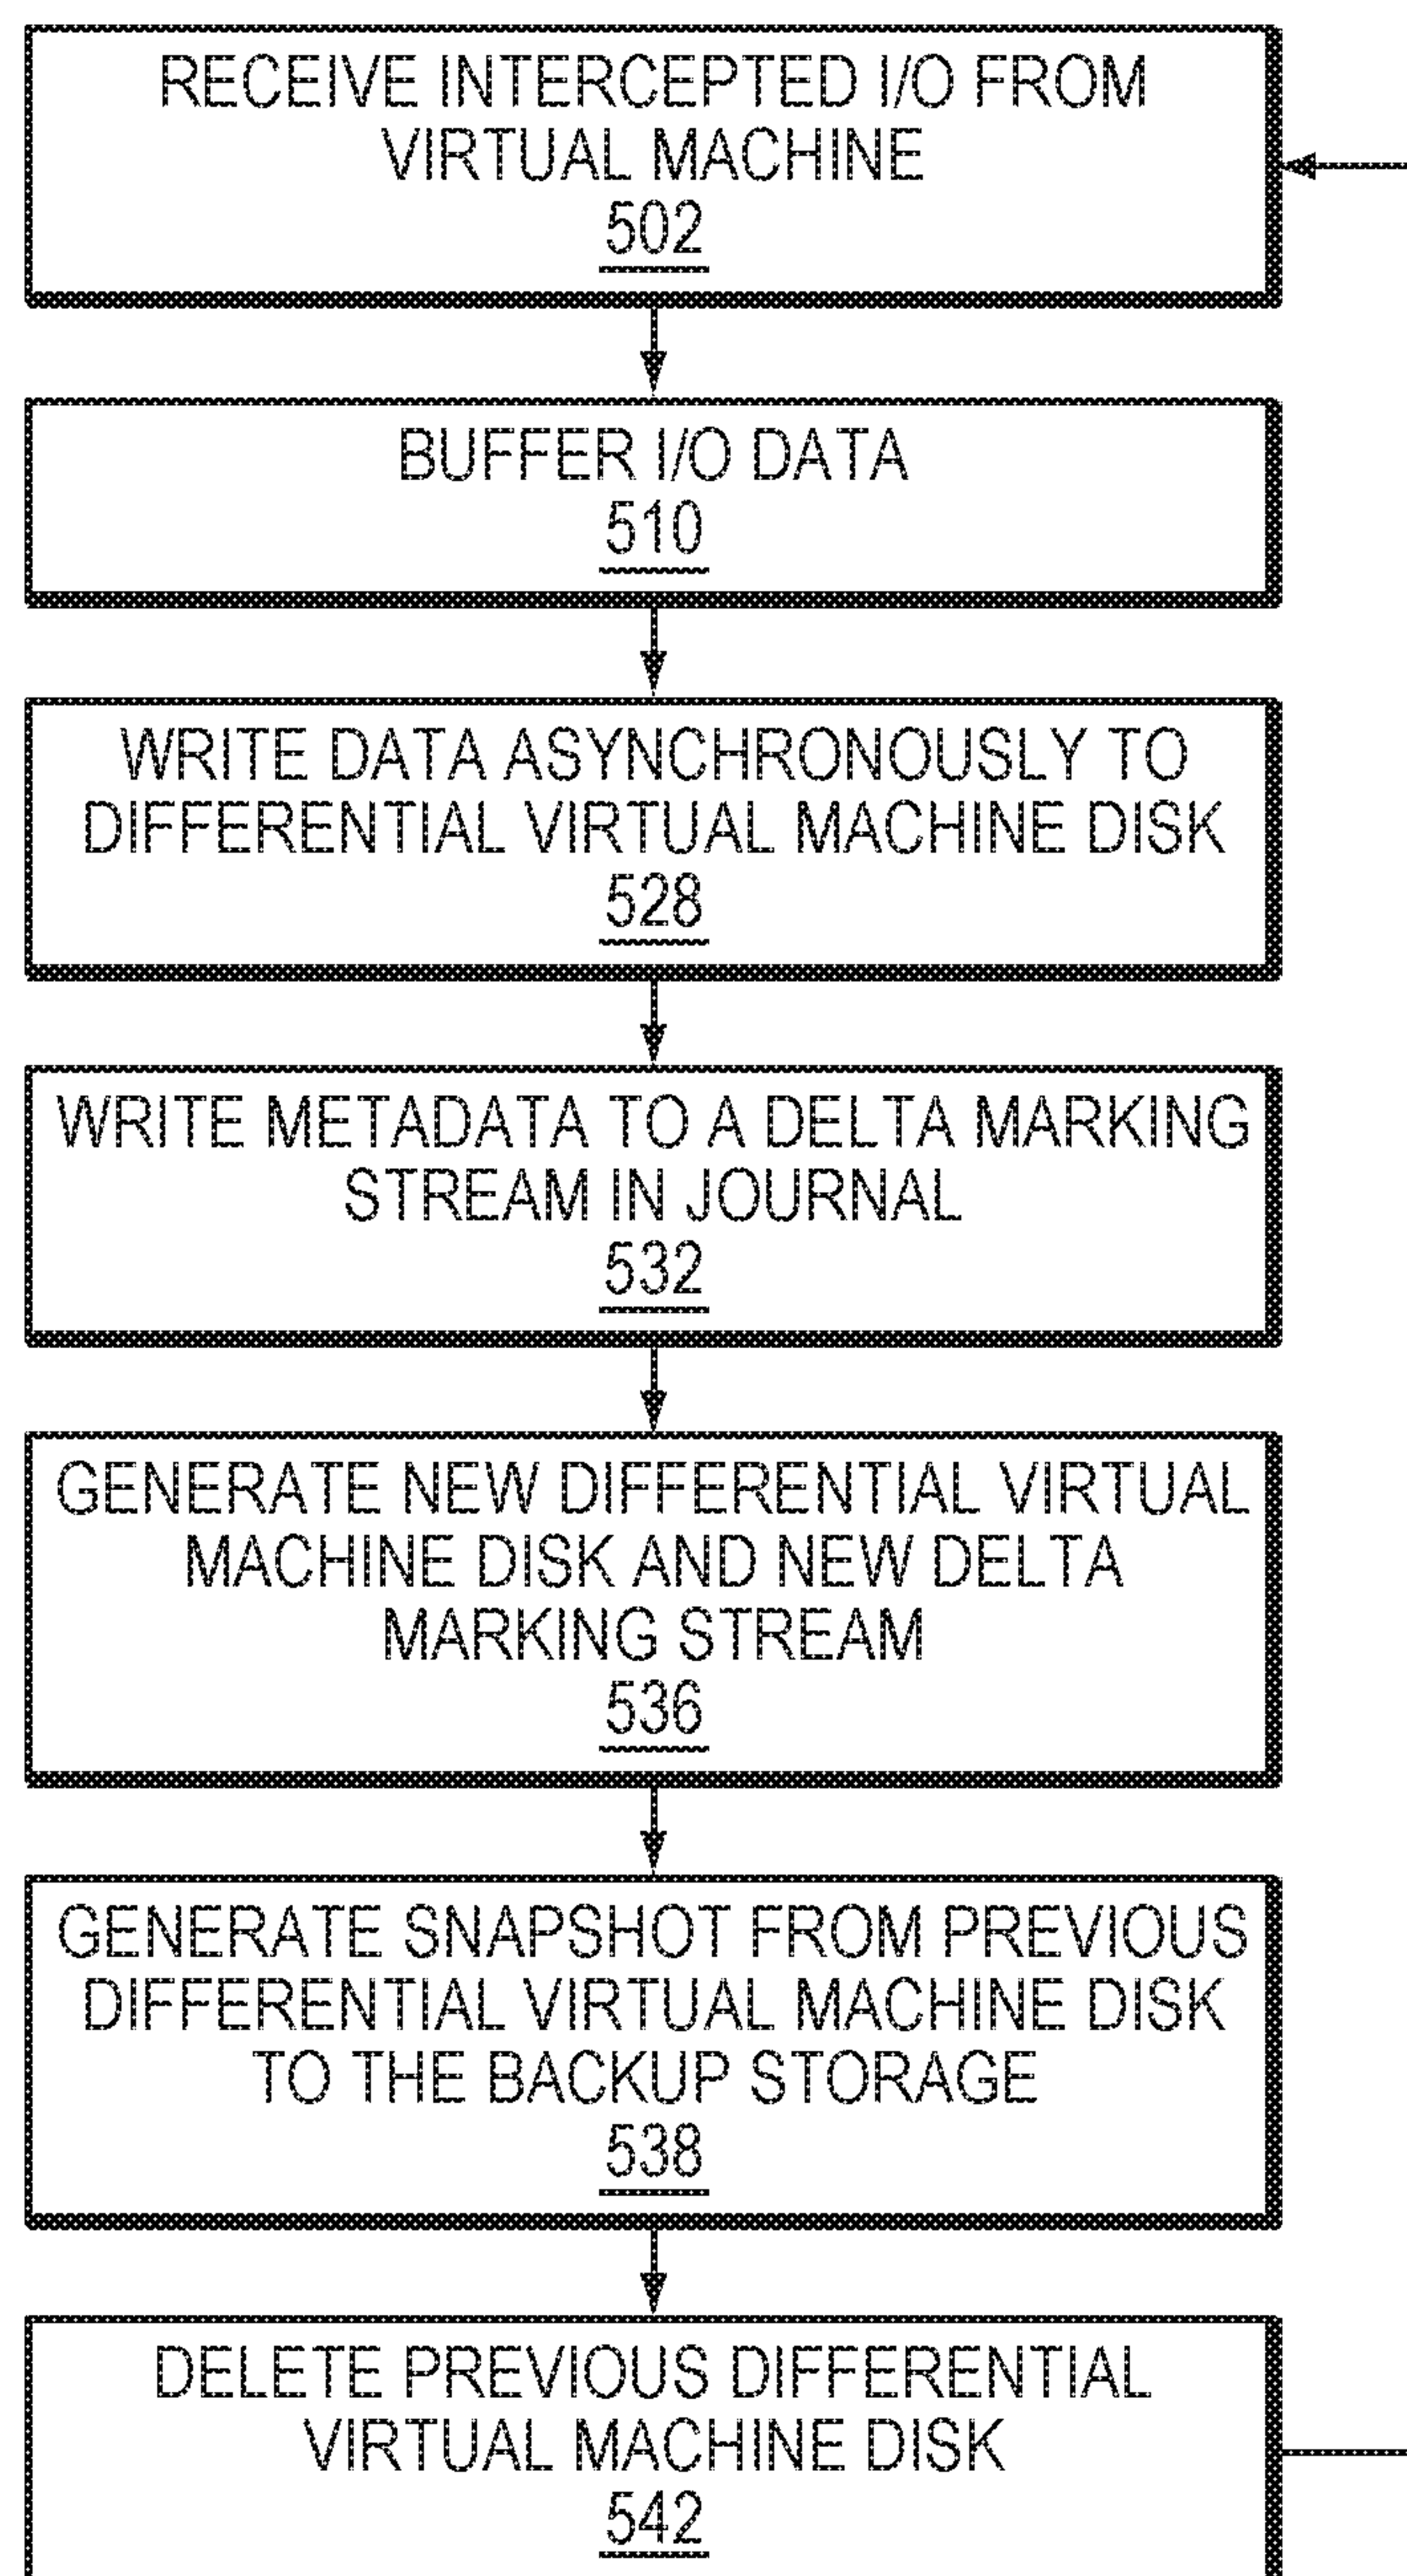 RECEIVE INTERCEPTED I/O FROM
VIRTUAL MACHINE
502
BUFFER I/O DATA
510
WRITE DATA ASYNCHRONOUSLY TO
DIFFERENTIAL VIRTUAL MACHINE DISK
528
WRITE METADATA TO A DELTA MARKING
STREAM IN JOURNAL
532
GENERATE NEW DIFFERENTIAL VIRTUAL
MACHINE DISK AND NEW DELTA
MARKING STREAM
536
GENERATE SNAPSHOT FROM PREVIOUS
DIFFERENTIAL VIRTUAL MACHINE DISK
TO THE BACKUP STORAGE
538
DELETE PREVIOUS DIFFERENTIAL
VIRTUAL MACHINE DISK
542